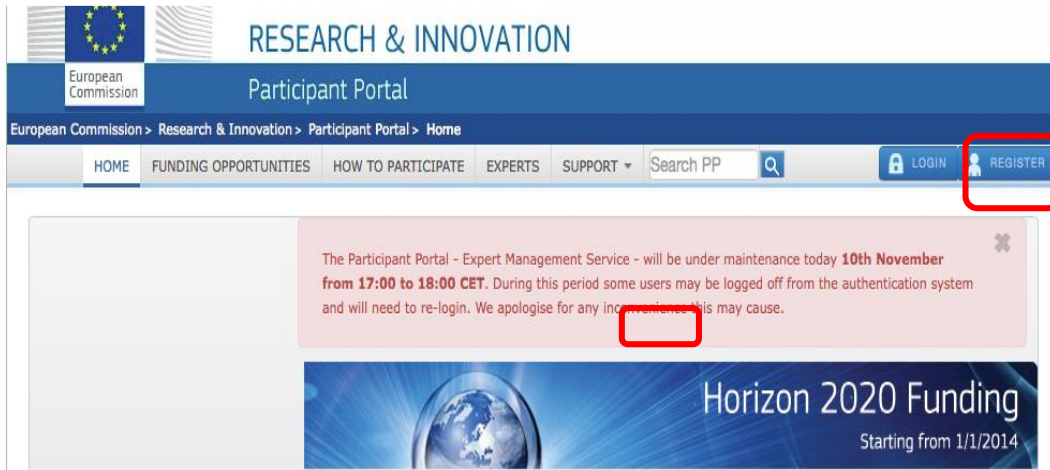 RESEARCH & INNOVATION
European
Commission
Participant Portal
European Commission > Research & Innovation > Participant Portal > Home
HOME FUNDING OPPORTUNITIES HOW TO PARTICIPATE EXPERTS SUPPORT Search PP LOGIN REGISTER
The Participant Portal - Expert Management Service - will be under maintenance today 10th November
from 17:00 to 18:00 CET. During this period some users may be logged off from the authentication system
and will need to re-login. We apologise for any inconvenience this may cause.
Horizon 2020 Funding
Starting from 1/1/2014